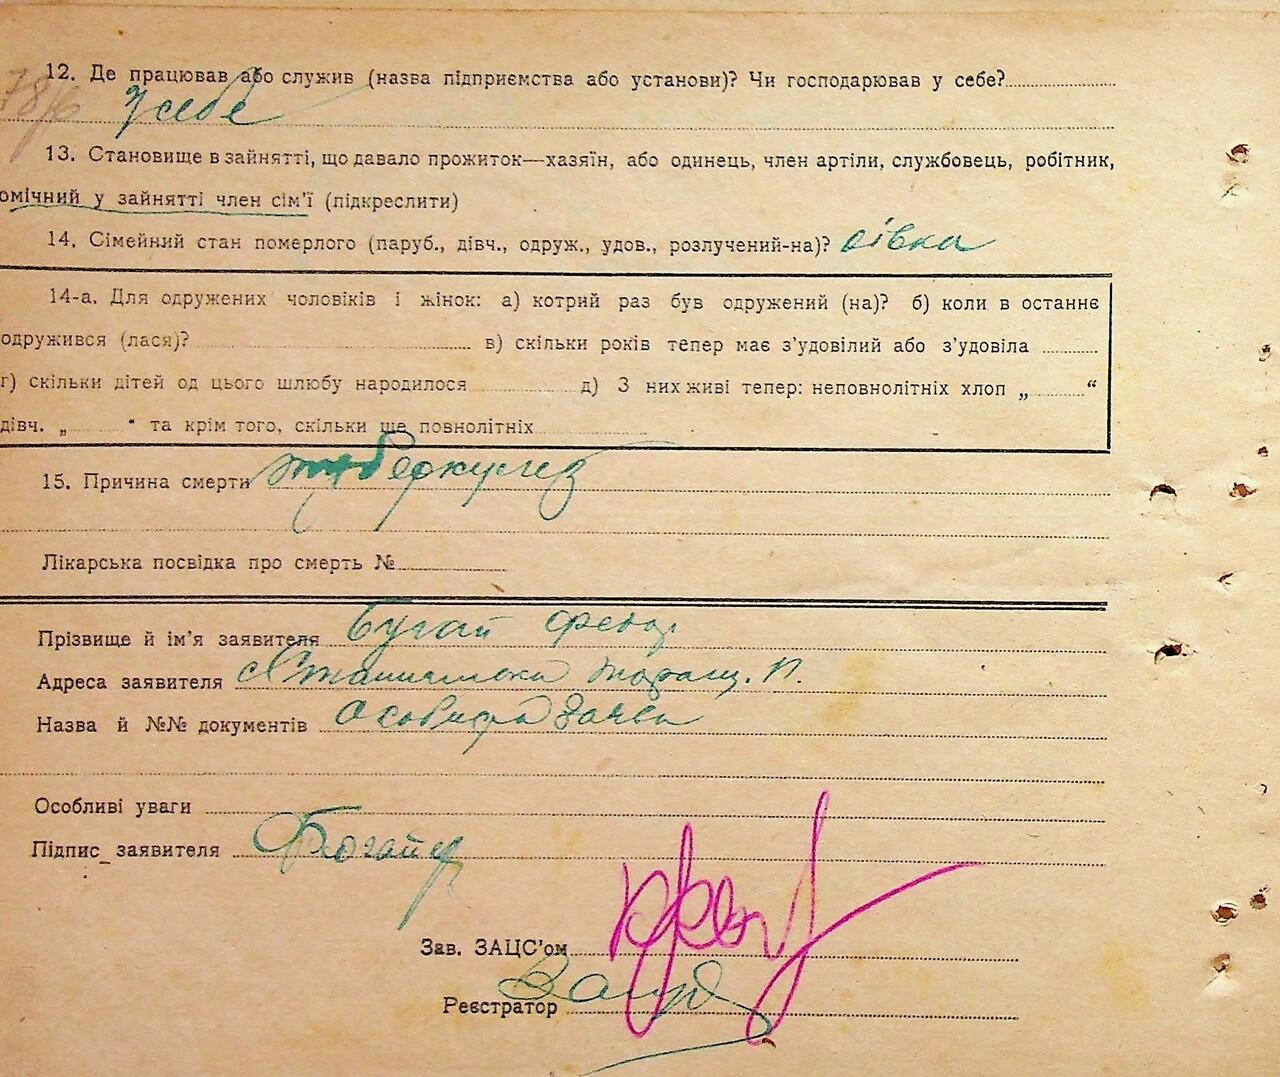 12. Де працював або служив (назва підприємства або установи)? Чи господарював у себе?
78/6 У себе
13. Становище в зайнятті, що давало прожиток—хазяїн, або одинець, член артіли, службовець, робітник,
омічний у зайнятті член сім'ї (підкреслити)
14. Сімейний стан померлого (паруб., дівч., одруж., удов., розлучений-на)? дівка
14-а. Для одружених чоловіків і жінок: а) котрий раз був одружений (на)? б) коли в останнє
одружився (лася)? в) скільки років тепер має з'удовілий або з'удовіла
г) скільки дітей од цього шлюбу народилося д) З них живі тепер: неповнолітніх хлоп „ “
дівч. „ “ та крім того, скільки ще повнолітніх
15. Причина смерти туберкульоз
Лікарська посвідка про смерть №
Прізвище й ім'я заявителя Бугай
Адреса заявителя Таращ. Р.
Назва й №№ документів Особиста заява
Особливі уваги
Підпис заявителя
Зав. ЗАЦС'ом
Реєстратор